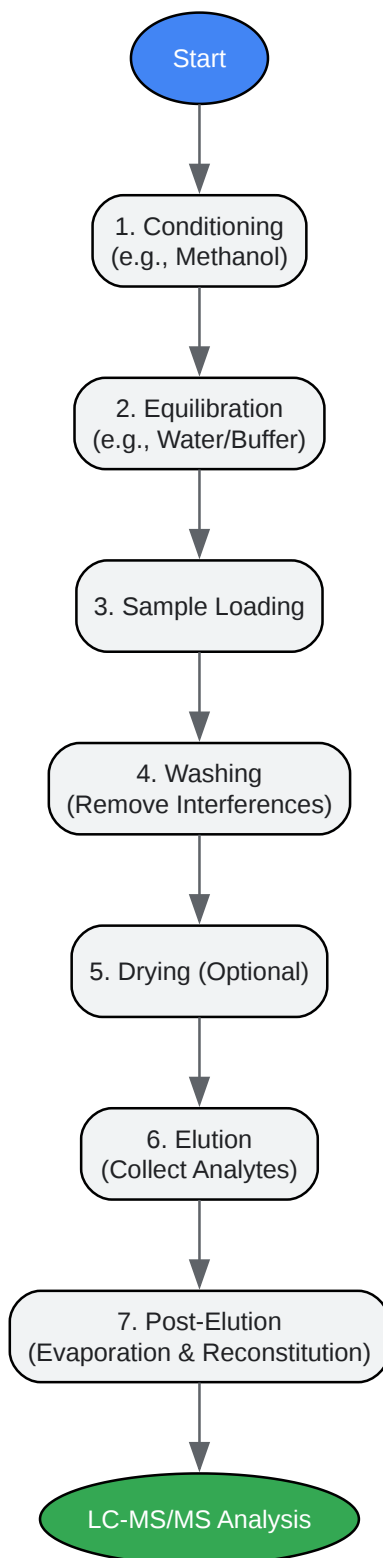 Start
1. Conditioning
(e.g., Methanol)
2. Equilibration
(e.g., Water/Buffer)
3. Sample Loading
4. Washing
(Remove Interferences)
5. Drying (Optional)
6. Elution
(Collect Analytes)
7. Post-Elution
(Evaporation & Reconstitution)
LC-MS/MS Analysis